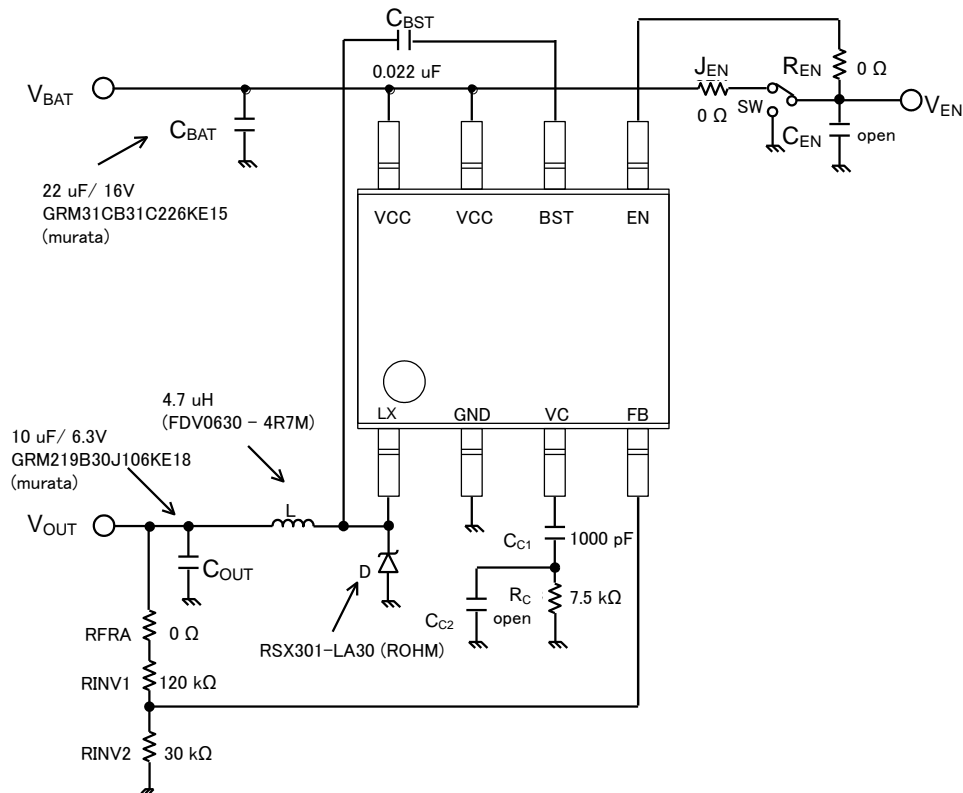 CBST
0.022 uF
VBAT
CBAT
22 uF/ 16V
GRM31CB31C226KE15
(murata)
JEN
0 Ω
SW
REN
0 Ω
VEN
CEN
open
VCC
VCC
BST
EN
LX
GND
VC
FB
4.7 uH
(FDV0630 - 4R7M)
10 uF/ 6.3V
GRM219B30J106KE18
(murata)
VOUT
L
COUT
D
RSX301-LA30 (ROHM)
CC1
1000 pF
CC2
open
RC
7.5 kΩ
RFRA
0 Ω
RINV1
120 kΩ
RINV2
30 kΩ